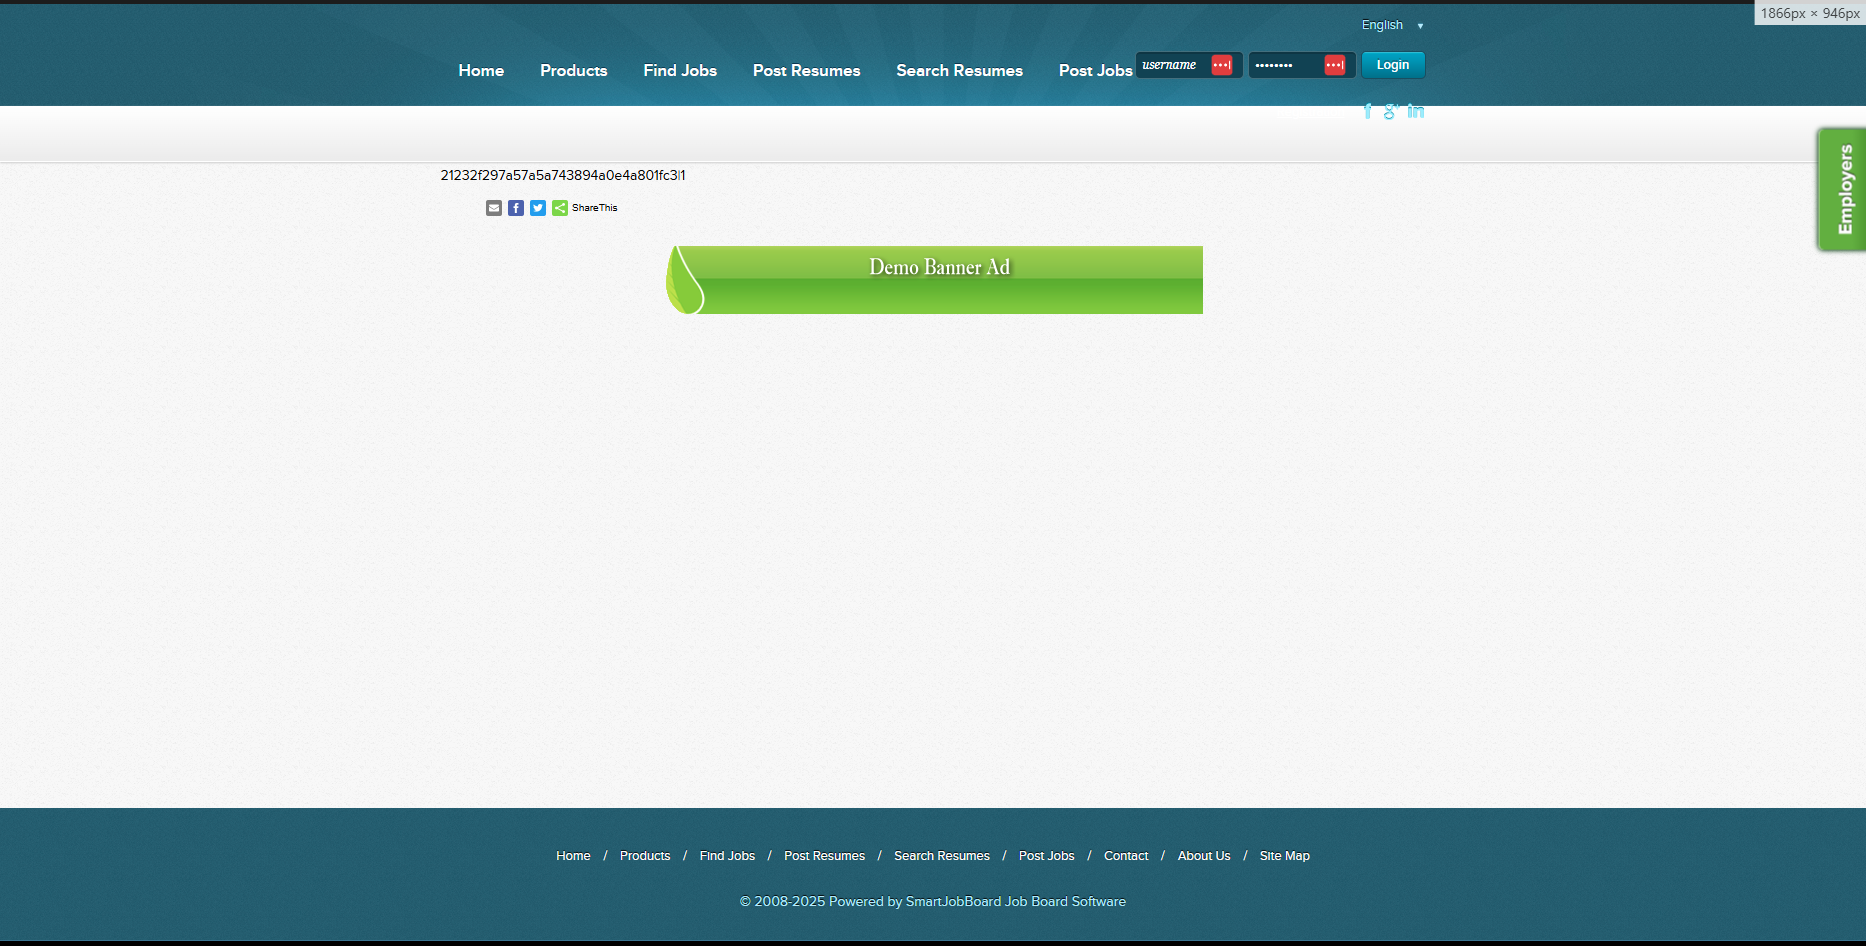 1866px × 946px
English
Home Products Find Jobs Post Resumes Search Resumes Post Jobs username •••••••• Login
f g+ in
Employers
21232f297a57a5a743894a0e4a801fc3|1
ShareThis
Demo Banner Ad
Home / Products / Find Jobs / Post Resumes / Search Resumes / Post Jobs / Contact / About Us / Site Map
© 2008-2025 Powered by SmartJobBoard Job Board Software